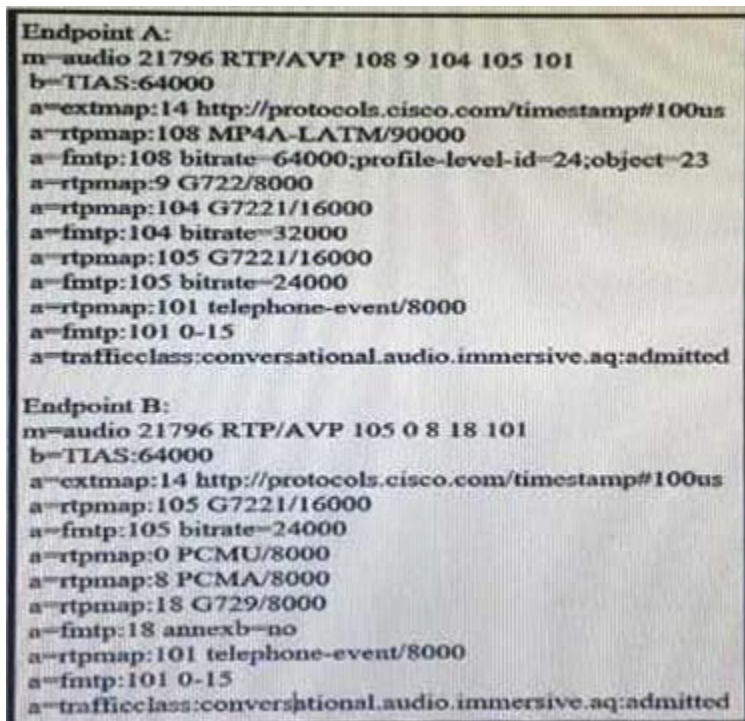 Endpoint A:
m=audio 21796 RTP/AVP 108 9 104 105 101
b=TIAS:64000
a=extmap:14 http://protocols.cisco.com/timestamp#100us
a=rtpmap:108 MP4A-LATM/90000
a=fmtp:108 bitrate=64000;profile-level-id=24;object=23
a=rtpmap:9 G722/8000
a=rtpmap:104 G7221/16000
a=fmtp:104 bitrate=32000
a=rtpmap:105 G7221/16000
a=fmtp:105 bitrate=24000
a=rtpmap:101 telephone-event/8000
a=fmtp:101 0-15
a=trafficclass:conversational.audio.immersive.aq:admitted
Endpoint B:
m=audio 21796 RTP/AVP 105 0 8 18 101
b=TIAS:64000
a=extmap:14 http://protocols.cisco.com/timestamp#100us
a=rtpmap:105 G7221/16000
a=fmtp:105 bitrate=24000
a=rtpmap:0 PCMU/8000
a=rtpmap:8 PCMA/8000
a=rtpmap:18 G729/8000
a=fmtp:18 annexb=no
a=rtpmap:101 telephone-event/8000
a=fmtp:101 0-15
a=trafficclass:conversational.audio.immersive.aq:admitted